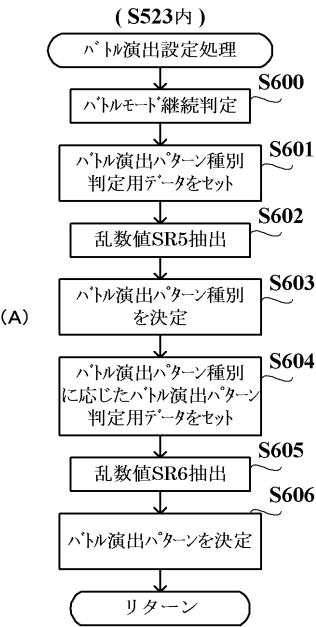 ( S523内 )
バトル演出設定処理
S600
バトルモード継続判定
S601
バトル演出パターン種別
判定用データをセット
S602
乱数値SR5抽出
S603
バトル演出パターン種別
を決定
(A)
S604
バトル演出パターン種別
に応じたバトル演出パターン
判定用データをセット
S605
乱数値SR6抽出
S606
バトル演出パターンを決定
リターン